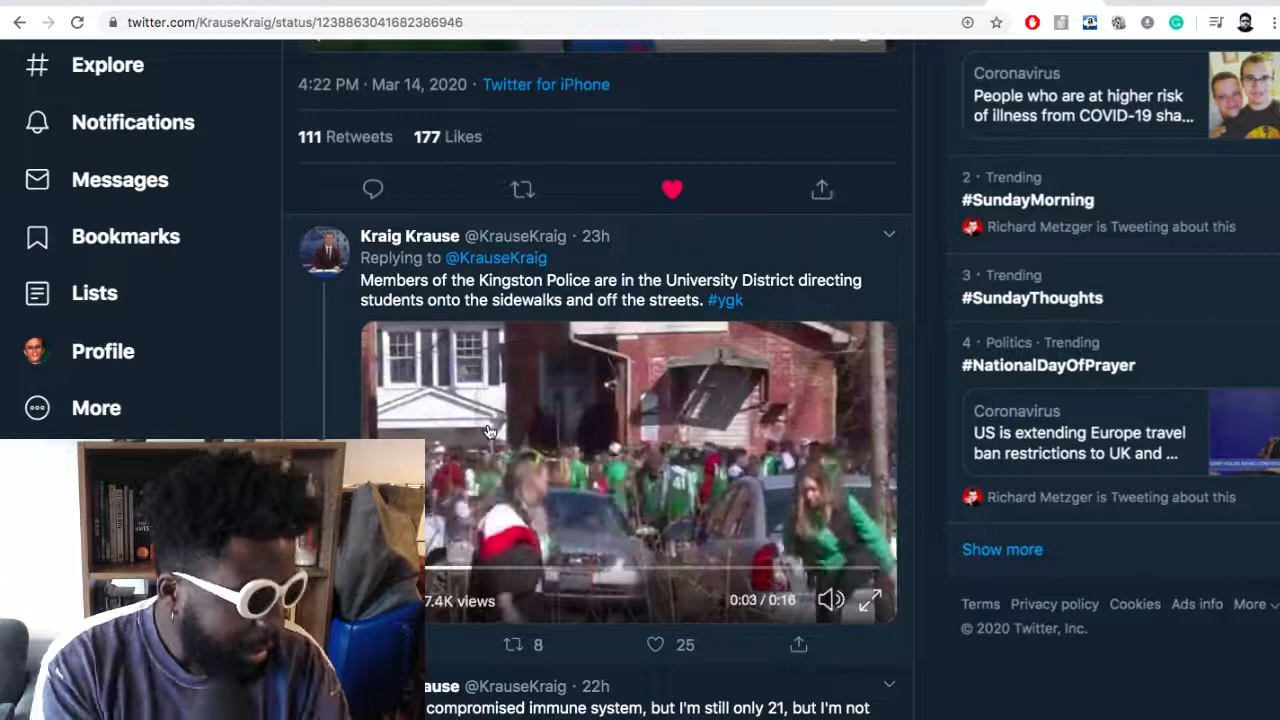 twitter.com/KrauseKraig/status/1238863041682386946
Explore
Notifications
Messages
Bookmarks
Lists
Profile
More
4:22 PM · Mar 14, 2020 · Twitter for iPhone
111 Retweets 177 Likes
Kraig Krause @KrauseKraig · 23h
Replying to @KrauseKraig
Members of the Kingston Police are in the University District directing
students onto the sidewalks and off the streets. #ygk
41
7.4K views
0:03 / 0:16
8
25
ause @KrauseKraig · 22h
compromised immune system, but I'm still only 21, but I'm not
Coronavirus
People who are at higher risk
of illness from COVID-19 sha...
2 · Trending
#SundayMorning
Richard Metzger is Tweeting about this
3 · Trending
#SundayThoughts
4 · Politics · Trending
#NationalDayOfPrayer
Coronavirus
US is extending Europe travel
ban restrictions to UK and ...
Richard Metzger is Tweeting about this
Show more
Terms Privacy policy Cookies Ads info More
© 2020 Twitter, Inc.